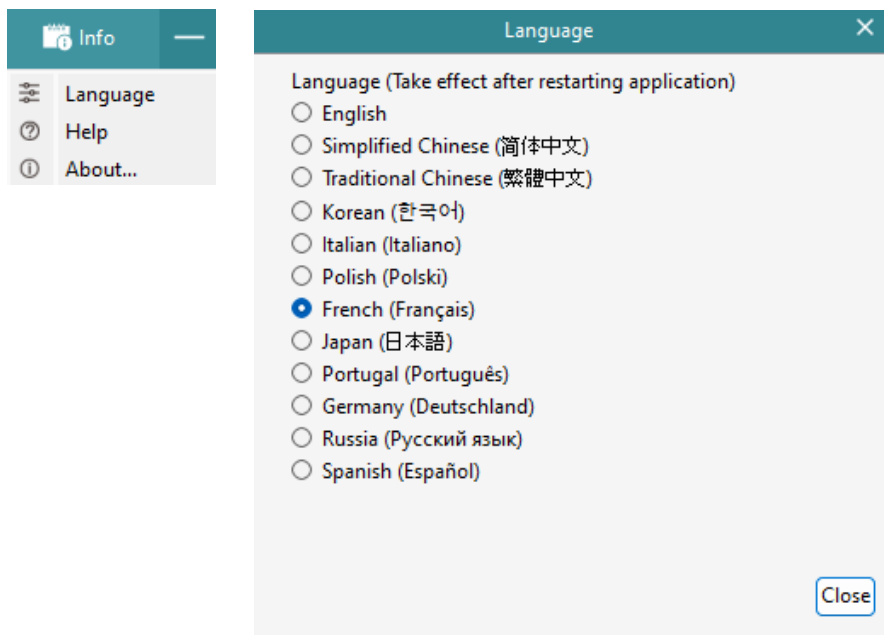 Info
Language
Help
About...
Language
Language (Take effect after restarting application)
English
Simplified Chinese (简体中文)
Traditional Chinese (繁體中文)
Korean (한국어)
Italian (Italiano)
Polish (Polski)
French (Français)
Japan (日本語)
Portugal (Português)
Germany (Deutschland)
Russia (Русский язык)
Spanish (Español)
Close